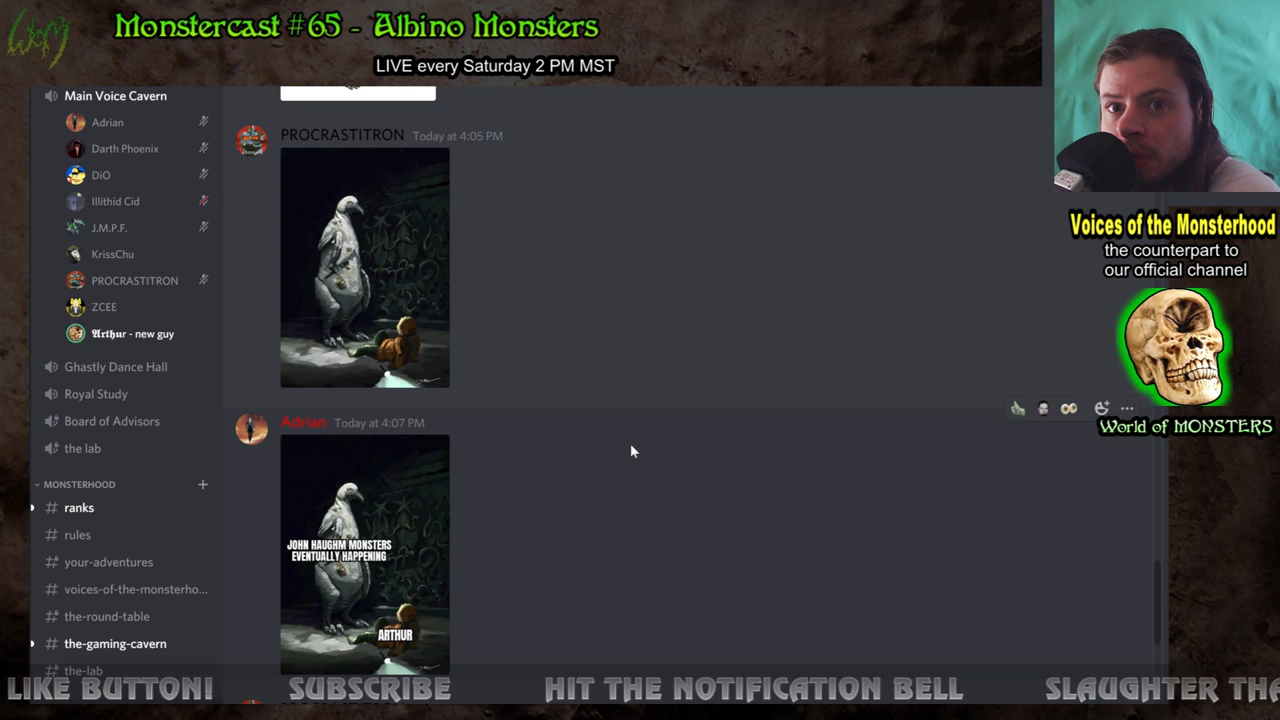 Monstercast #65 - Albino Monsters
LIVE every Saturday 2 PM MST
Main Voice Cavern
Adrian
Darth Phoenix
DiO
Illithid Cid
J.M.P.F.
KrissChu
PROCRASTITRON
ZCEE
Arthur - new guy
Ghastly Dance Hall
Royal Study
Board of Advisors
the lab
MONSTERHOOD
# ranks
# rules
# your-adventures
# voices-of-the-monsterho...
# the-round-table
# the-gaming-cavern
# the-lab
PROCRASTITRON Today at 4:05 PM
Adrian Today at 4:07 PM
JOHN HAUGHM MONSTERS
EVENTUALLY HAPPENING
ARTHUR
Voices of the Monsterhood
the counterpart to
our official channel
World of MONSTERS
LIKE BUTTON! SUBSCRIBE HIT THE NOTIFICATION BELL SLAUGHTER THA